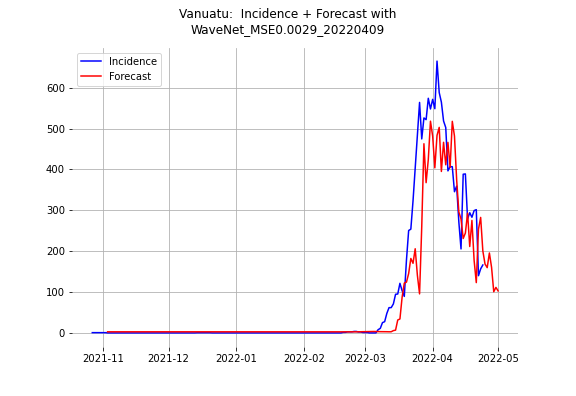 Vanuatu:  Incidence + Forecast with
WaveNet_MSE0.0029_20220409
Incidence
Forecast
600
500
400
300
200
100
0
2021-11 2021-12 2022-01 2022-02 2022-03 2022-04 2022-05